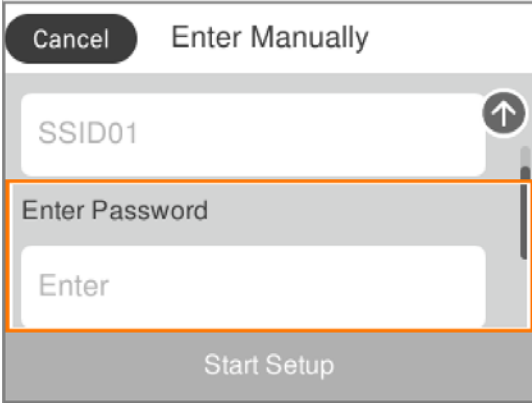 Cancel Enter Manually
SSID01
Enter Password
Enter
Start Setup